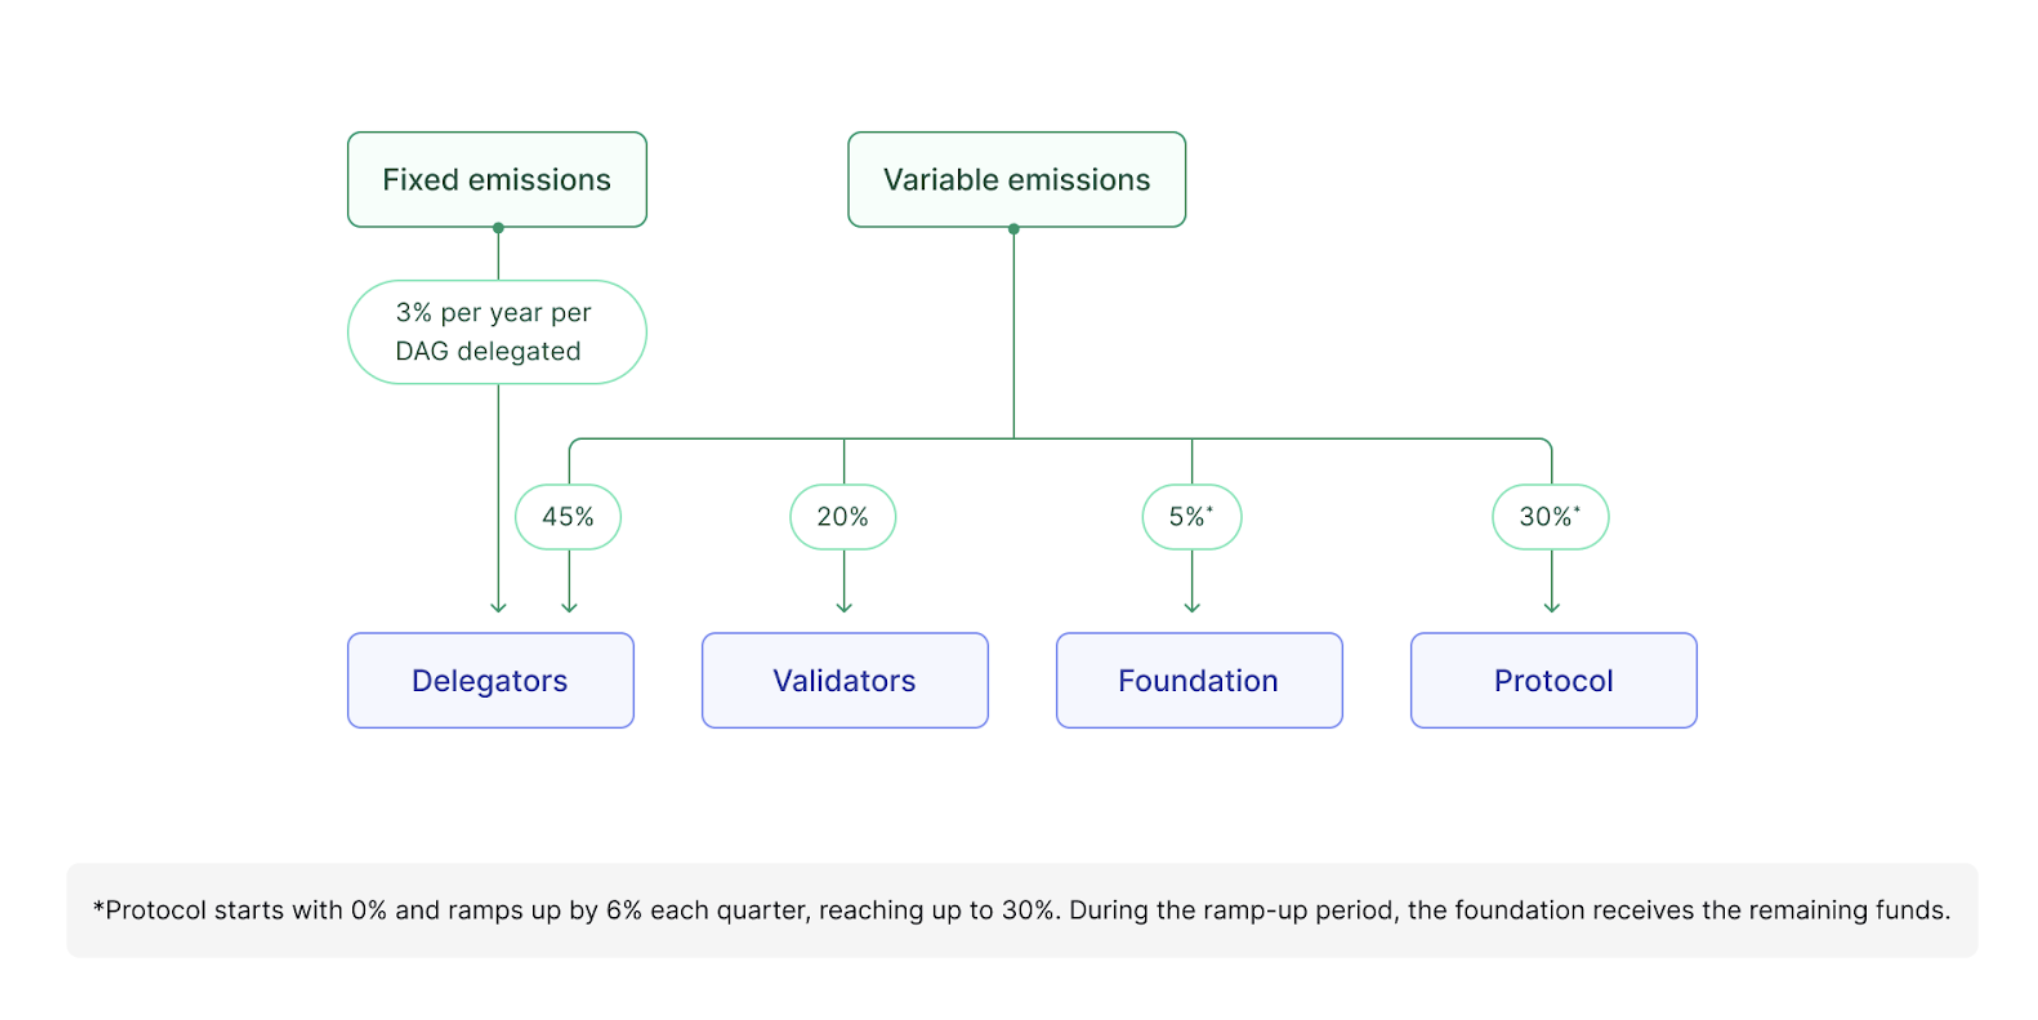 Fixed emissions
Variable emissions
3% per year per
DAG delegated
45%
20%
5%*
30%*
Delegators
Validators
Foundation
Protocol
*Protocol starts with 0% and ramps up by 6% each quarter, reaching up to 30%. During the ramp-up period, the foundation receives the remaining funds.